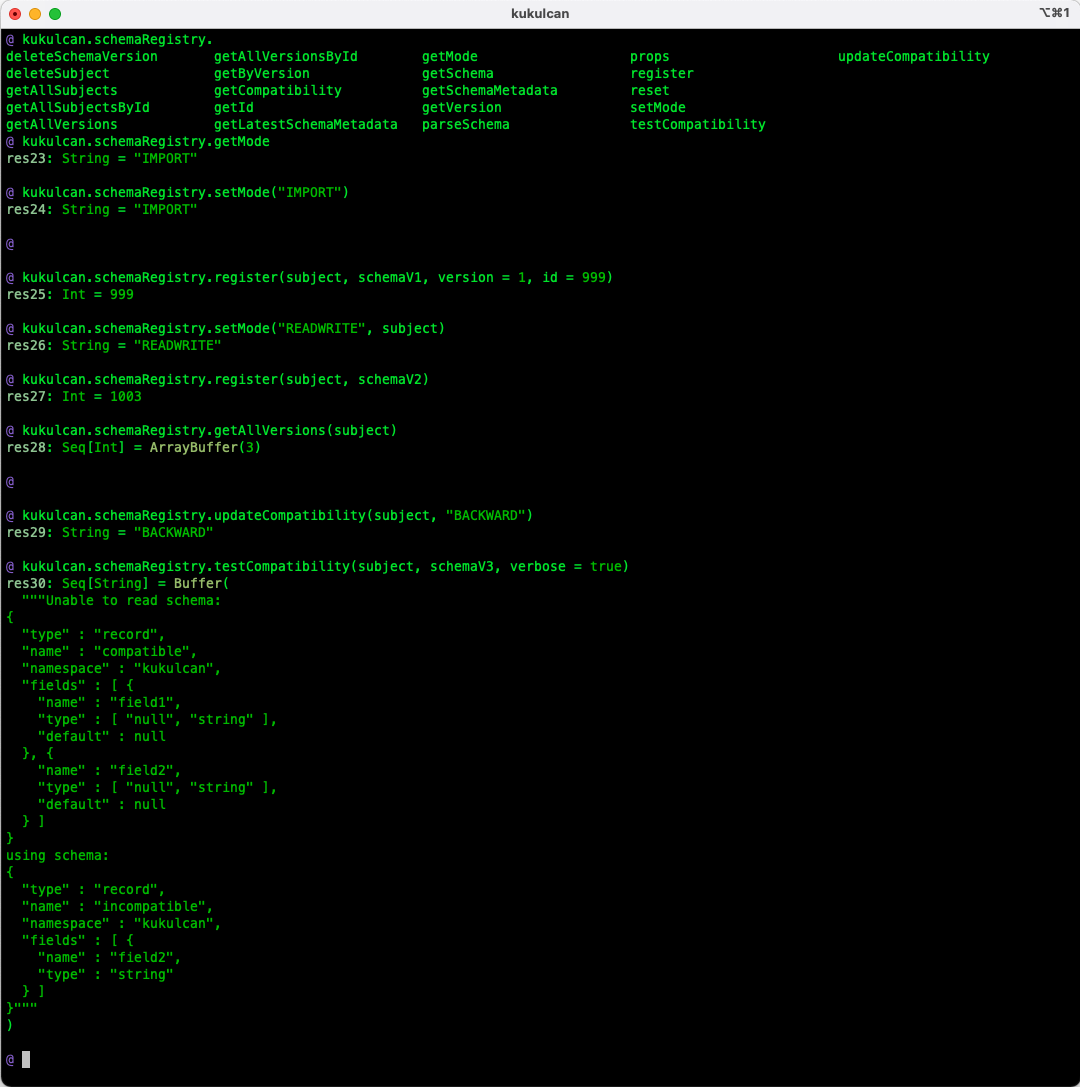 kukulcan
⌥⌘1
@ kukulcan.schemaRegistry.
deleteSchemaVersion getAllVersionsById getMode props updateCompatibility
deleteSubject getByVersion getSchema register
getAllSubjects getCompatibility getSchemaMetadata reset
getAllSubjectsById getId getVersion setMode
getAllVersions getLatestSchemaMetadata parseSchema testCompatibility
@ kukulcan.schemaRegistry.getMode
res23: String = "IMPORT"
@ kukulcan.schemaRegistry.setMode("IMPORT")
res24: String = "IMPORT"
@
@ kukulcan.schemaRegistry.register(subject, schemaV1, version = 1, id = 999)
res25: Int = 999
@ kukulcan.schemaRegistry.setMode("READWRITE", subject)
res26: String = "READWRITE"
@ kukulcan.schemaRegistry.register(subject, schemaV2)
res27: Int = 1003
@ kukulcan.schemaRegistry.getAllVersions(subject)
res28: Seq[Int] = ArrayBuffer(3)
@
@ kukulcan.schemaRegistry.updateCompatibility(subject, "BACKWARD")
res29: String = "BACKWARD"
@ kukulcan.schemaRegistry.testCompatibility(subject, schemaV3, verbose = true)
res30: Seq[String] = Buffer(
  """Unable to read schema:
{
  "type" : "record",
  "name" : "compatible",
  "namespace" : "kukulcan",
  "fields" : [ {
    "name" : "field1",
    "type" : [ "null", "string" ],
    "default" : null
  }, {
    "name" : "field2",
    "type" : [ "null", "string" ],
    "default" : null
  } ]
}
using schema:
{
  "type" : "record",
  "name" : "incompatible",
  "namespace" : "kukulcan",
  "fields" : [ {
    "name" : "field2",
    "type" : "string"
  } ]
}"""
)
@